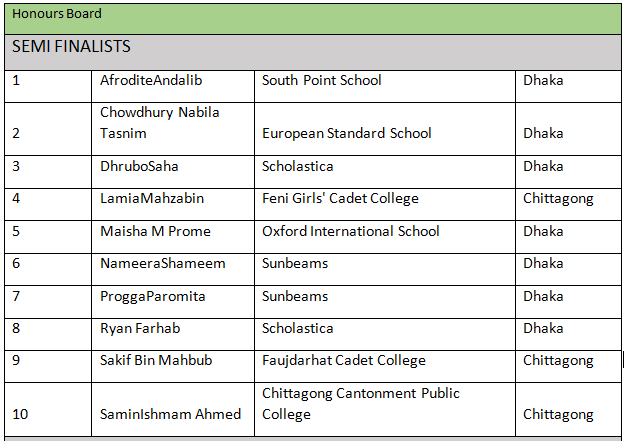 Honours Board
SEMI FINALISTS
1 AfroditeAndalib South Point School Dhaka
Chowdhury Nabila
2 Tasnim European Standard School Dhaka
3 DhruboSaha Scholastica Dhaka
4 LamiaMahzabin Feni Girls' Cadet College Chittagong
5 Maisha M Prome Oxford International School Dhaka
6 NameeraShameem Sunbeams Dhaka
7 ProggaParomita Sunbeams Dhaka
8 Ryan Farhab Scholastica Dhaka
9 Sakif Bin Mahbub Faujdarhat Cadet College Chittagong
Chittagong Cantonment Public
10 SaminIshmam Ahmed College Chittagong